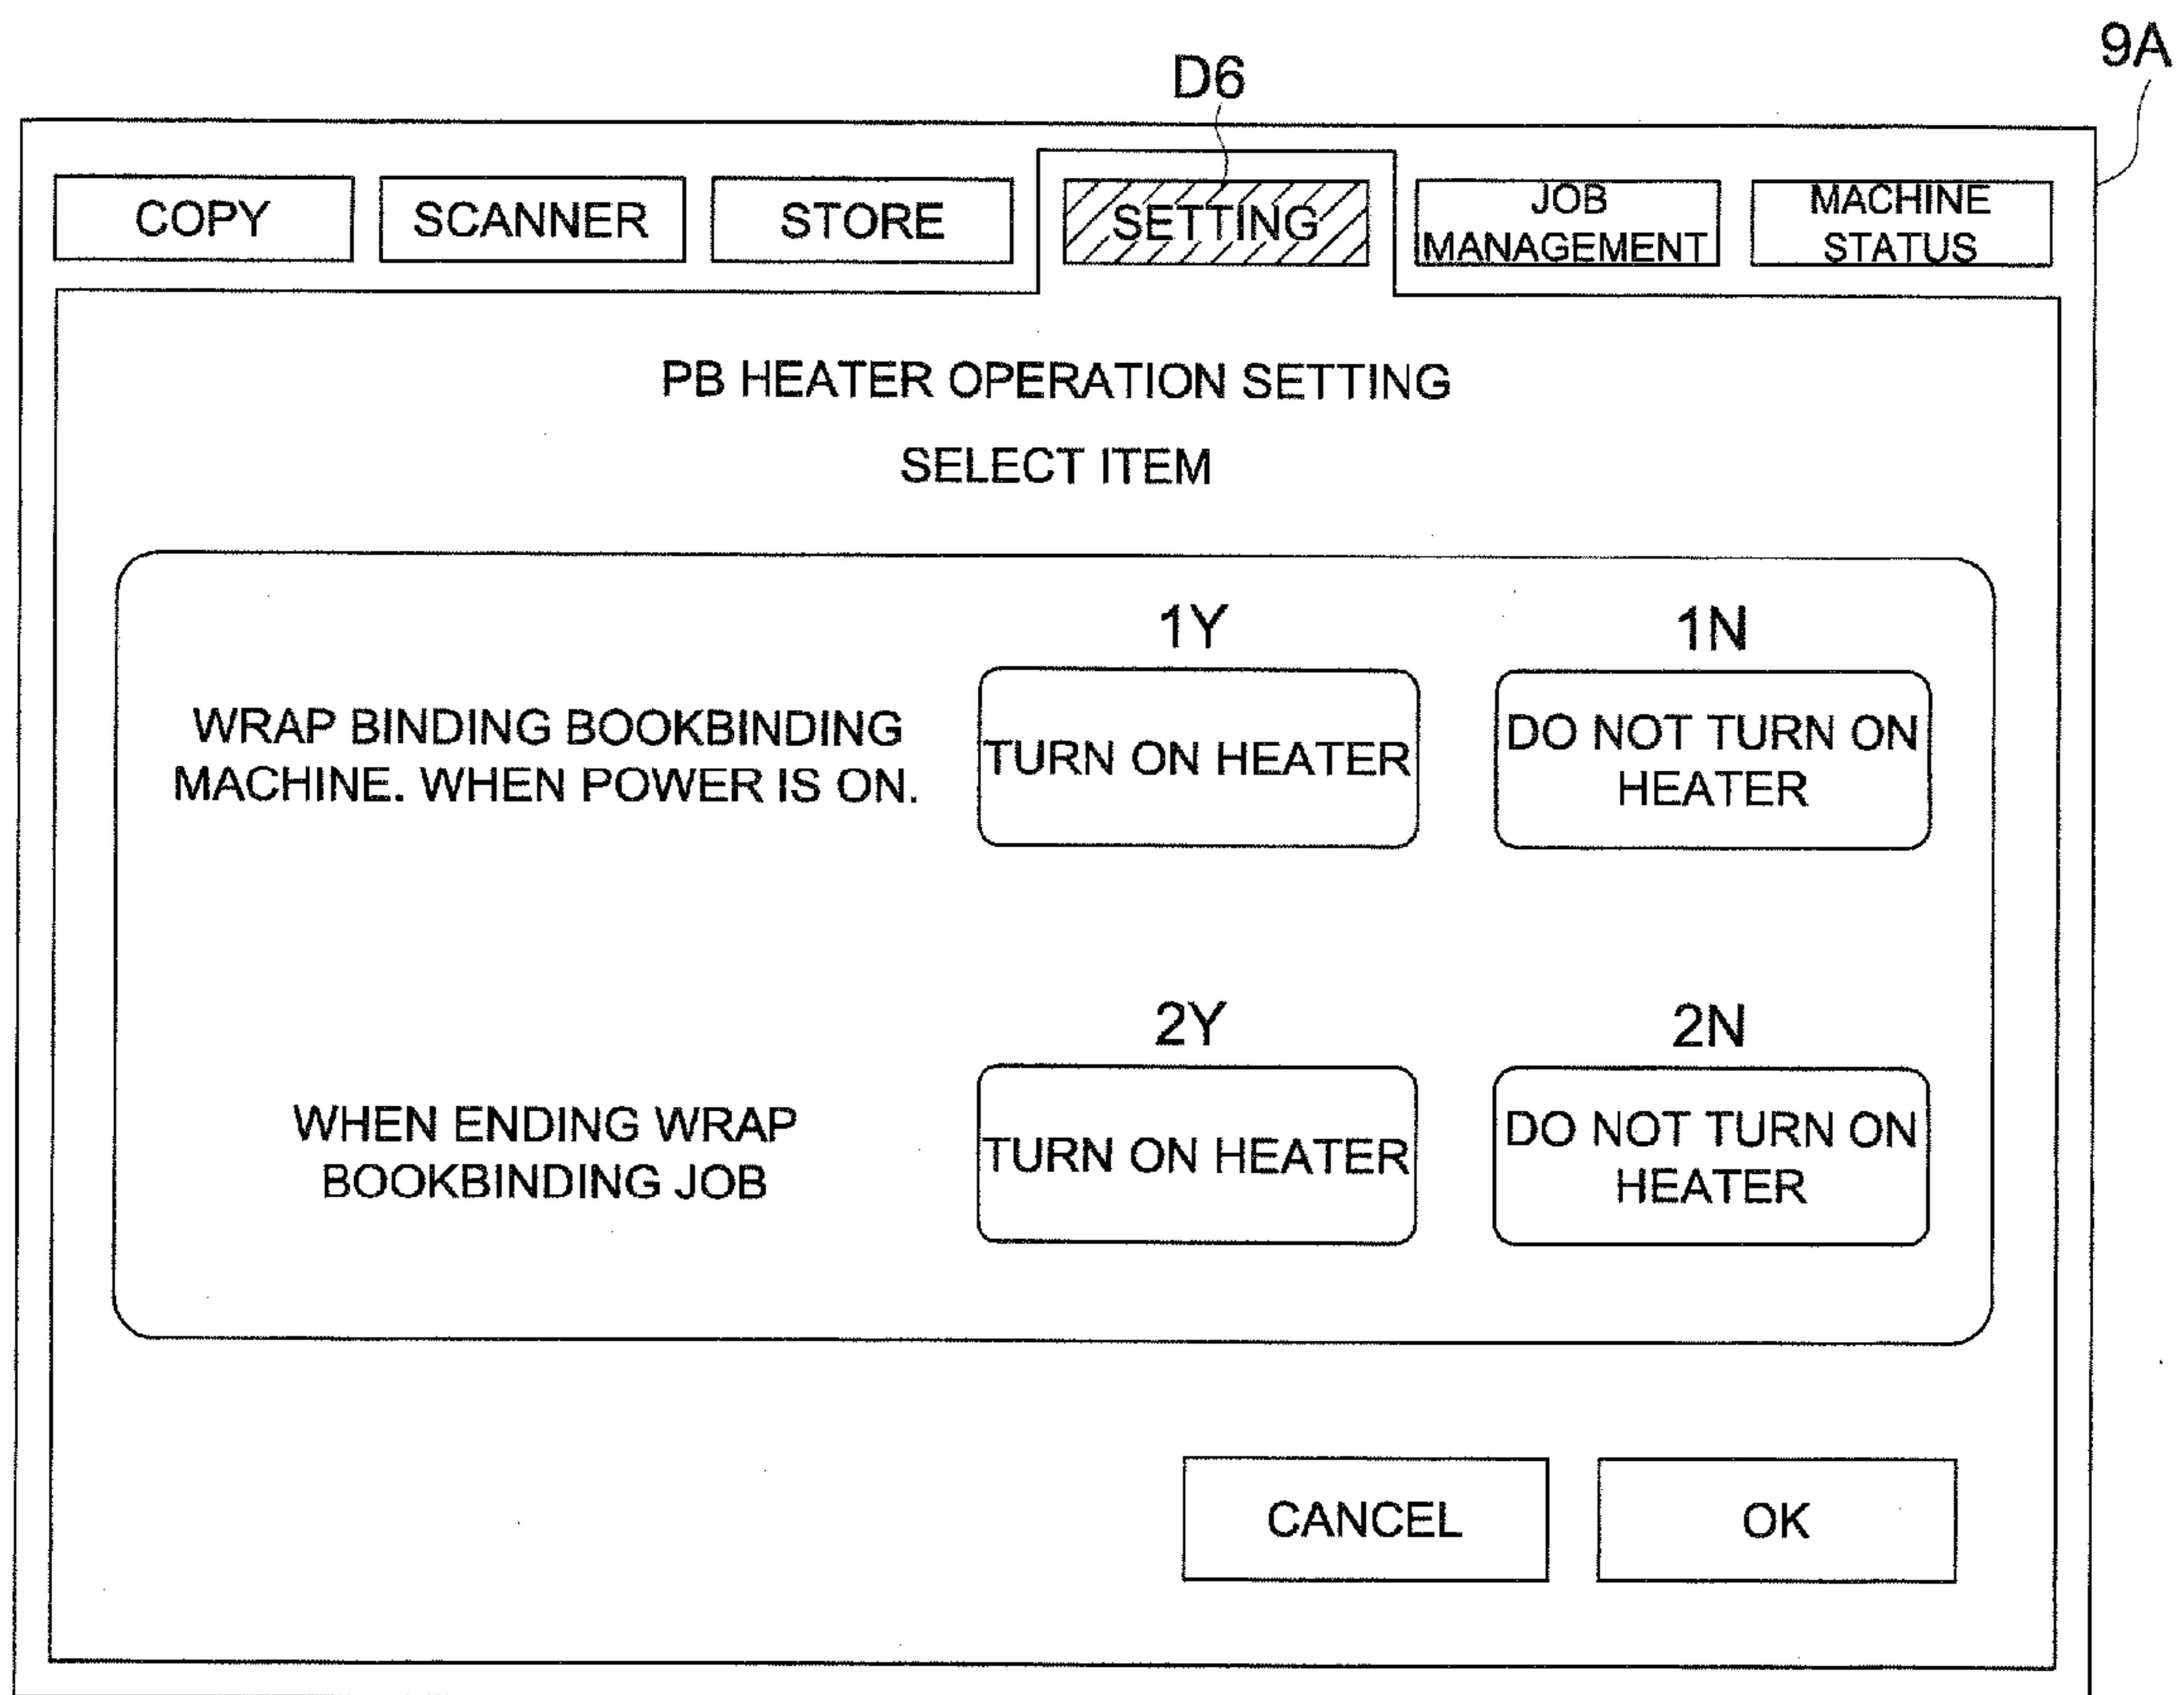 9A
D6
COPY
SCANNER
STORE
SETTING
JOB
MANAGEMENT
MACHINE
STATUS
PB HEATER OPERATION SETTING
SELECT ITEM
1Y
1N
WRAP BINDING BOOKBINDING
MACHINE. WHEN POWER IS ON.
TURN ON HEATER
DO NOT TURN ON
HEATER
2Y
2N
WHEN ENDING WRAP
BOOKBINDING JOB
TURN ON HEATER
DO NOT TURN ON
HEATER
CANCEL
OK